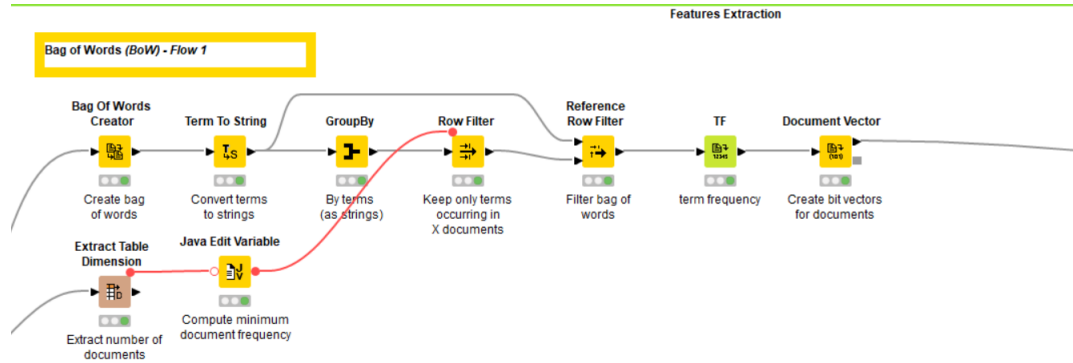 Features Extraction
Bag of Words (BoW) - Flow 1
Bag Of Words
Creator
Term To String
GroupBy
Row Filter
Reference
Row Filter
TF
Document Vector
Create bag
of words
Convert terms
to strings
By terms
(as strings)
Keep only terms
occurring in
X documents
Filter bag of
words
term frequency
Create bit vectors
for documents
Extract Table
Dimension
Java Edit Variable
Extract number of
documents
Compute minimum
document frequency